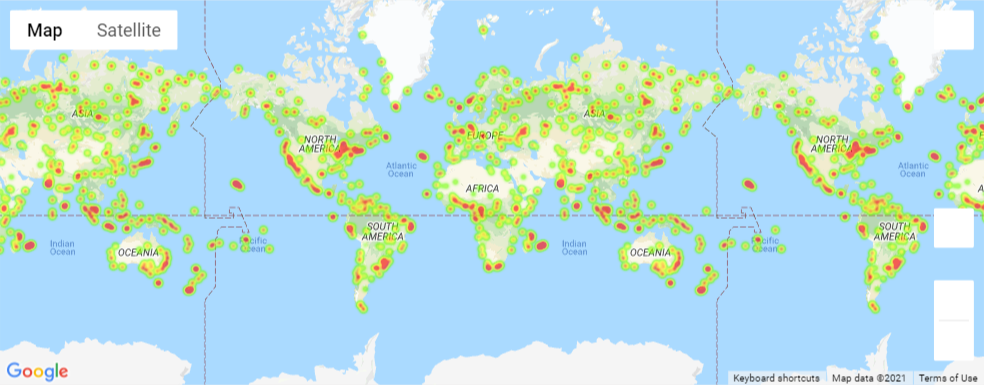 Map Satellite
ASIA
EUROPE
ASIA
NORTH
AMERICA
NORTH
AMERICA
Atlantic
Ocean
Atlantic
Ocean
AFRICA
SOUTH
AMERICA
SOUTH
AMERICA
Indian
Ocean
Pacific
Ocean
Indian
Ocean
Pacific
Ocean
OCEANIA
OCEANIA
Google
Keyboard shortcuts Map data ©2021 Terms of Use